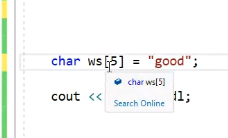 char ws[5] = "good";
char ws[5]
cout << dl;
Search Online